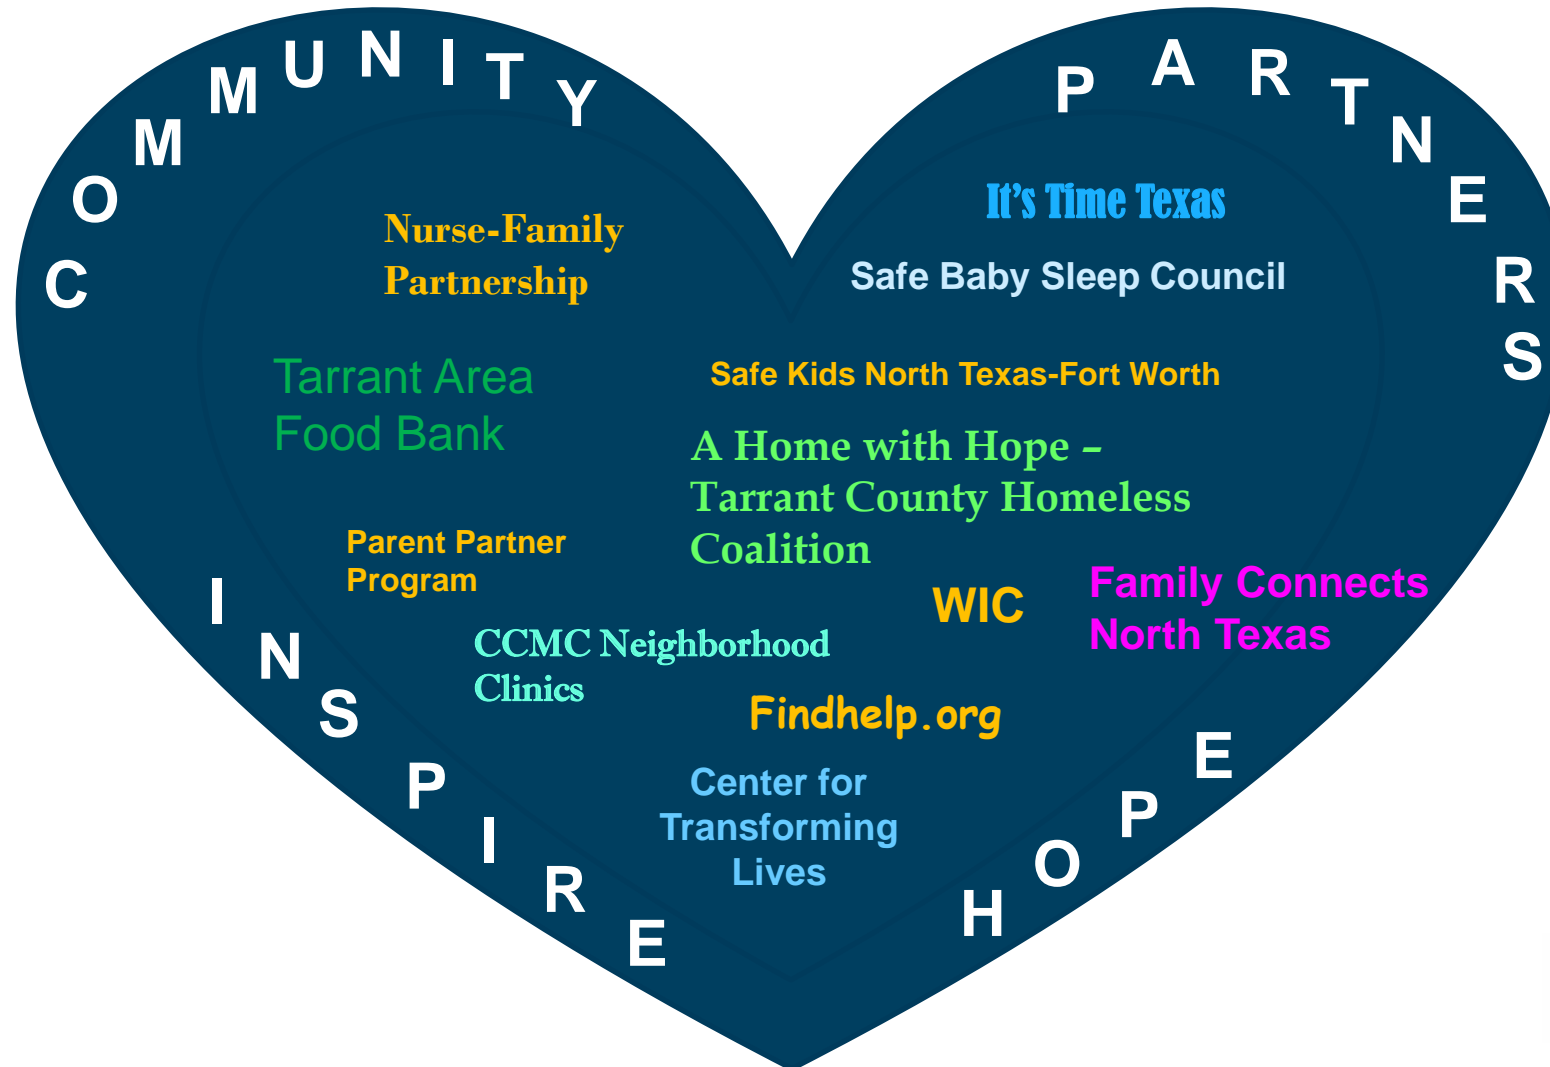 COMMUNITY
PARTNERS
It's Time Texas
Nurse-Family
Partnership
Safe Baby Sleep Council
Tarrant Area
Food Bank
Safe Kids North Texas-Fort Worth
A Home with Hope –
Tarrant County Homeless
Coalition
Parent Partner
Program
WIC
Family Connects
North Texas
CCMC Neighborhood
Clinics
Findhelp.org
Center for
Transforming
Lives
INSPIRE
HOPE